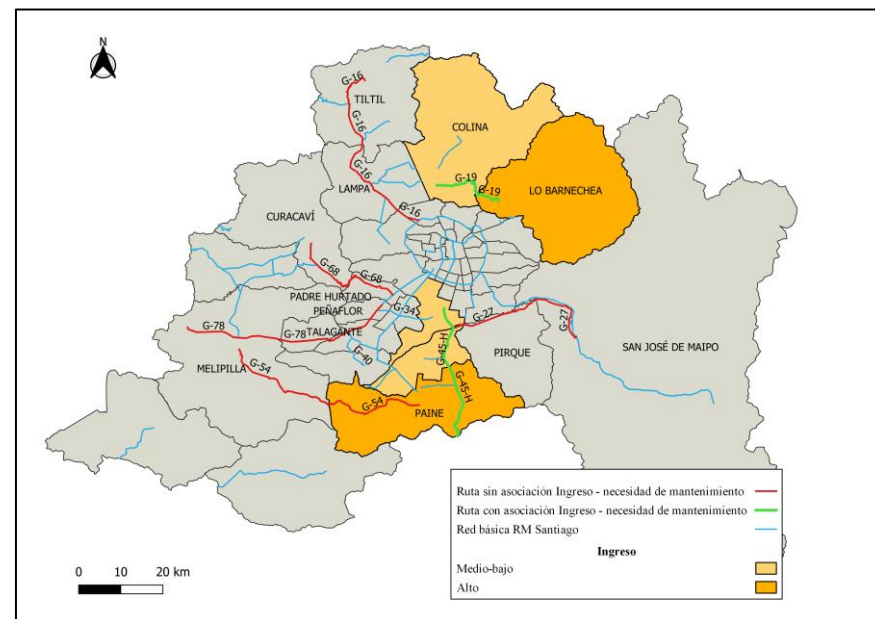 N
G-16
TILTIL
G-16
COLINA
G-16
G-19
G-19
LAMPA
LO BARNECHEA
G-16
CURACAVÍ
G-68
G-68
PADRE HURTADO
PEÑAFLOR
G-34
G-27
G-78
G-78
TALAGANTE
G-27
SAN JOSÉ DE MAIPO
G-45-H
PIRQUE
G-40
MELIPILLA
G-54
G-45-H
G-54
PAINE
Ruta sin asociación Ingreso - necesidad de mantenimiento
Ruta con asociación Ingreso - necesidad de mantenimiento
Red básica RM Santiago
Ingreso
Medio-bajo
Alto
0 10 20 km